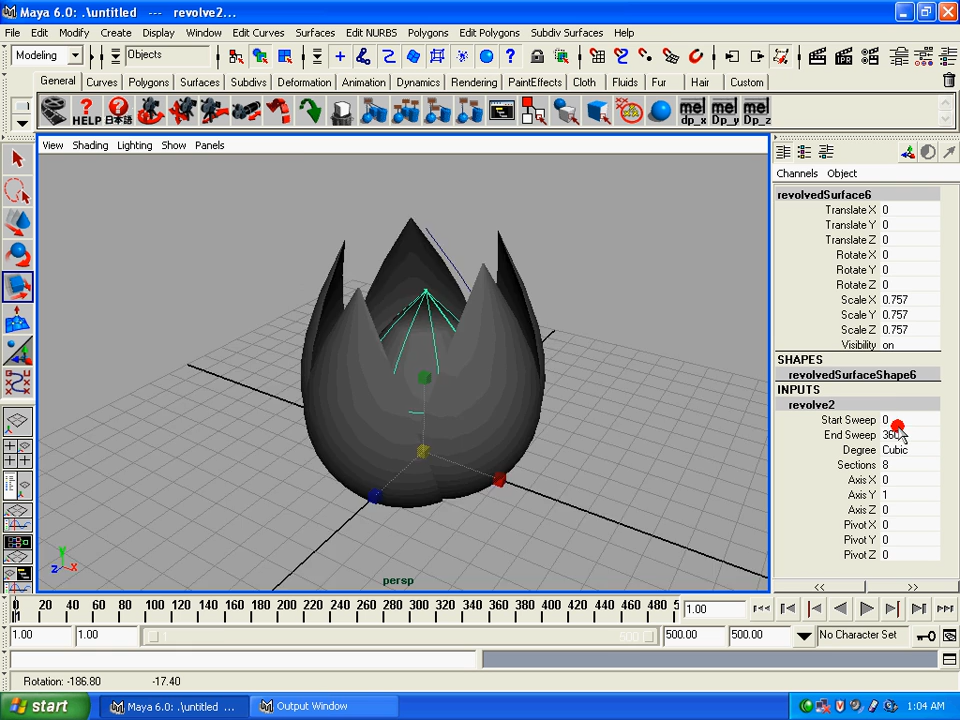 Maya 6.0: .\untitled --- revolve2...
File Edit Modify Create Display Window Edit Curves Surfaces Edit NURBS Polygons Edit Polygons Subdiv Surfaces Help
Modeling Objects
General Curves Polygons Surfaces Subdivs Deformation Animation Dynamics Rendering PaintEffects Cloth Fluids Fur Hair Custom
HELP 日本語 mel dp_x mel Dp_y mel Dp_z
View Shading Lighting Show Panels
Channels Object
revolvedSurface6
Translate X 0
Translate Y 0
Translate Z 0
Rotate X 0
Rotate Y 0
Rotate Z 0
Scale X 0.757
Scale Y 0.757
Scale Z 0.757
Visibility on
SHAPES
revolvedSurfaceShape6
INPUTS
revolve2
Start Sweep 0
End Sweep 360
Degree Cubic
Sections 8
Axis X 0
Axis Y 1
Axis Z 0
Pivot X 0
Pivot Y 0
Pivot Z 0
y
z x
persp
<< >>
0 20 40 60 80 100 120 140 160 180 200 220 240 260 280 300 320 340 360 380 400 420 440 460 480 5 1.00
1.00 1.00 1 500 500.00 500.00 No Character Set
Rotation: -186.80 -17.40
start Maya 6.0: .\untitled ... Output Window 1:04 AM